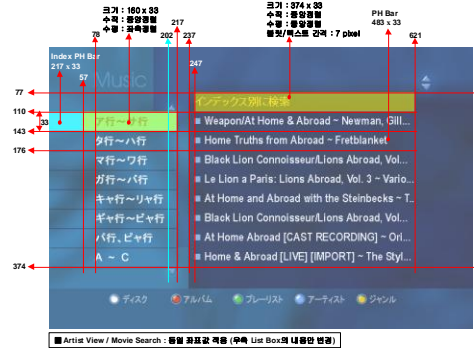 크기 : 160 x 33
수직 : 중앙정렬
수평 : 좌측정렬
크기 : 374 x 33
수직 : 중앙정렬
수평 : 중앙정렬
불릿/텍스트 간격 : 7 pixel
PH Bar
483 x 33
217
78
202
237
621
Index PH Bar
217 x 33
57
247
Music
77
インデックス別に検索
110
33
ア行～サ行
Weapon/At Home & Abroad ~ Newman, Gill...
143
タ行～ハ行
Home Truths from Abroad ~ Fretblanket
176
マ行～ワ行
Black Lion Connoisseur/Lions Abroad, Vol...
ガ行～バ行
Le Lion a Paris: Lions Abroad, Vol. 3 ~ Vario...
キャ行～リャ行
At Home and Abroad with the Steinbecks ~ T..
ギャ行～ビャ行
Black Lion Connoisseur/Lions Abroad, Vol...
パ行、ピャ行
At Home Abroad [CAST RECORDING] ~ Ori...
A ~ C
Home & Abroad [LIVE] [IMPORT] ~ The Styl...
374
ディスク アルバム プレーリスト アーティスト ジャンル
■ Artist View / Movie Search : 동일 좌표값 적용 (우측 List Box의 내용만 변경)